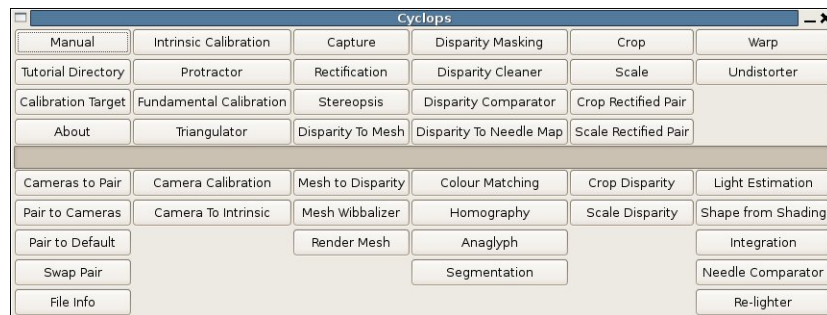 Cyclops
Manual Intrinsic Calibration Capture Disparity Masking Crop Warp
Tutorial Directory Protractor Rectification Disparity Cleaner Scale Undistorter
Calibration Target Fundamental Calibration Stereopsis Disparity Comparator Crop Rectified Pair
About Triangulator Disparity To Mesh Disparity To Needle Map Scale Rectified Pair
Cameras to Pair Camera Calibration Mesh to Disparity Colour Matching Crop Disparity Light Estimation
Pair to Cameras Camera To Intrinsic Mesh Wibbalizer Homography Scale Disparity Shape from Shading
Pair to Default Render Mesh Anaglyph Integration
Swap Pair Segmentation Needle Comparator
File Info Re-lighter